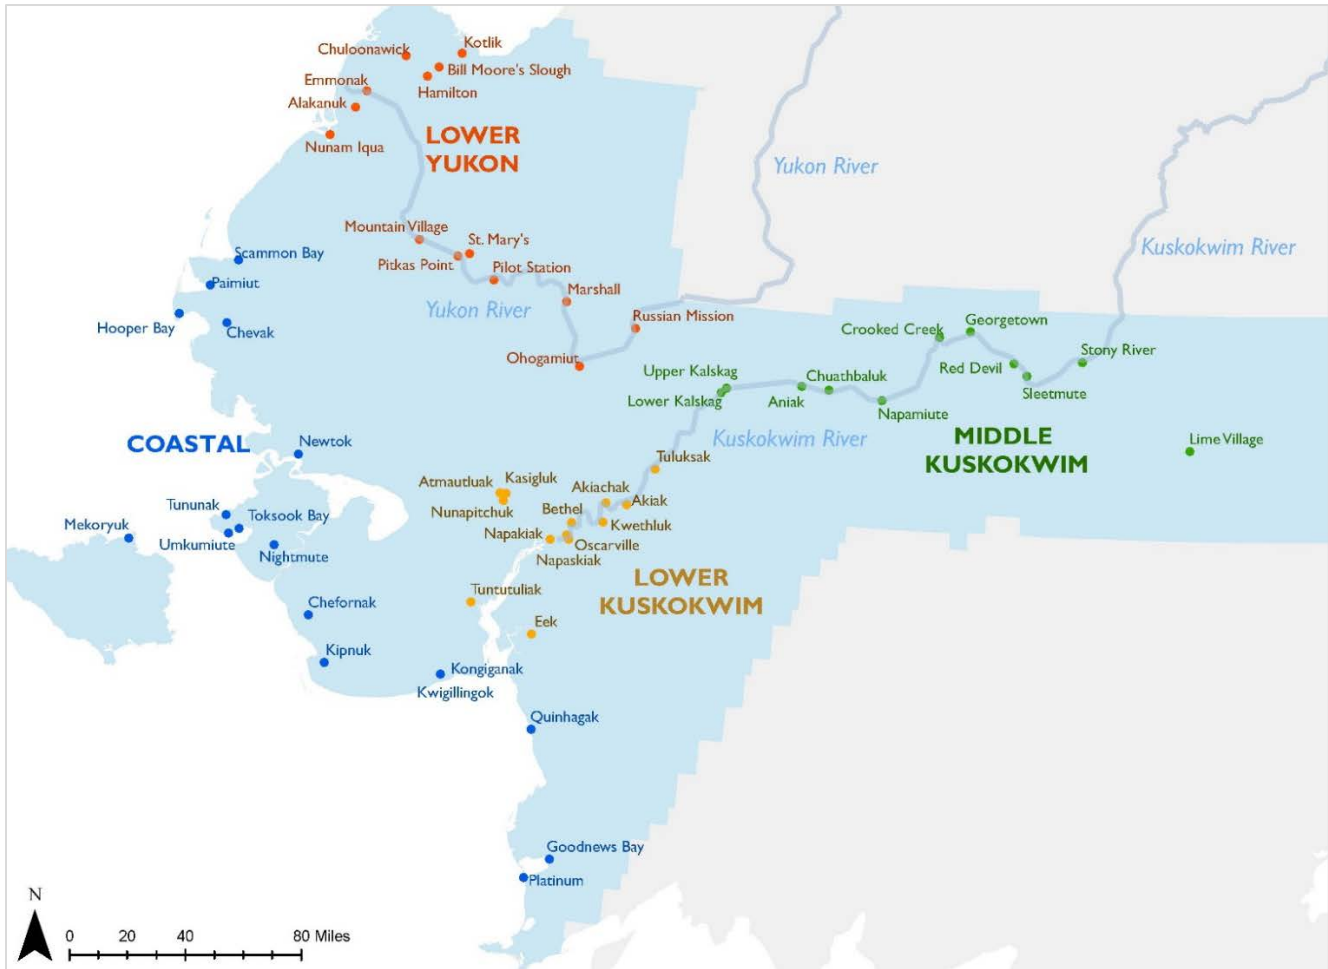 Kotlik
Chuloonawick
Bill Moore's Slough
Emmonak
Hamilton
Alakanuk
LOWER
YUKON
Nunam Iqua
Yukon River
Mountain Village
St. Mary's
Kuskokwim River
Scammon Bay
Pitkas Point
Pilot Station
Paimiut
Marshall
Yukon River
Russian Mission
Georgetown
Hooper Bay
Chevak
Crooked Creek
Ohogamiut
Stony River
Upper Kalskag
Chuathbaluk
Red Devil
Sleetmute
Lower Kalskag
Aniak
Napamiute
COASTAL
Newtok
Kuskokwim River
MIDDLE
KUSKOKWIM
Lime Village
Tuluksak
Atmautluak
Kasigluk
Akiachak
Akiak
Tununak
Nunapitchuk
Bethel
Toksook Bay
Mekoryuk
Kwethluk
Umkumiute
Napakiak
Oscarville
Nightmute
Napaskiak
LOWER
KUSKOKWIM
Tuntutuliak
Chefornak
Eek
Kipnuk
Kongiganak
Kwigillingok
Quinhagak
Goodnews Bay
Platinum
N
0 20 40 80 Miles